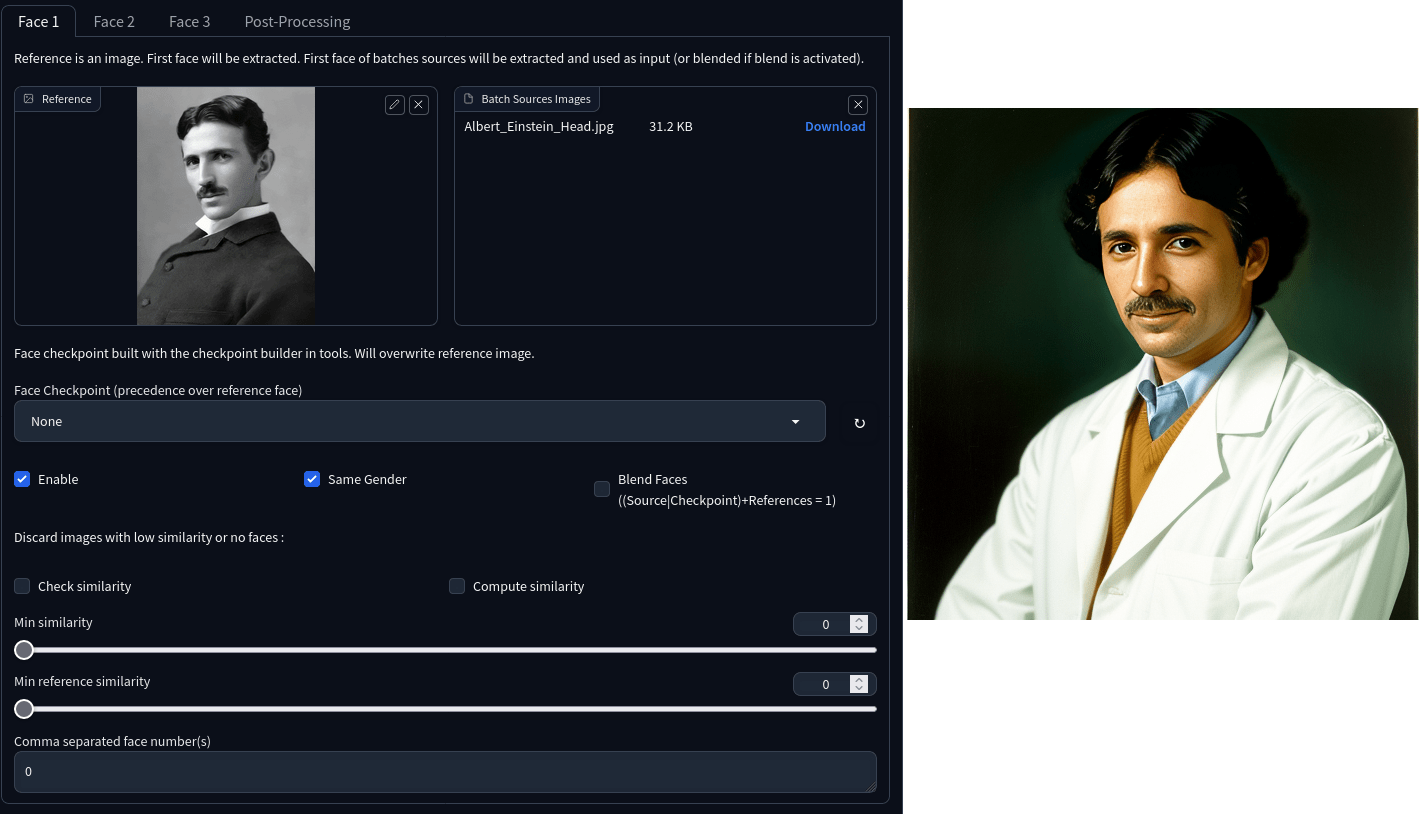 Face 1 Face 2 Face 3 Post-Processing
Reference is an image. First face will be extracted. First face of batches sources will be extracted and used as input (or blended if blend is activated).
Reference
Batch Sources Images
Albert_Einstein_Head.jpg 31.2 KB Download
Face checkpoint built with the checkpoint builder in tools. Will overwrite reference image.
Face Checkpoint (precedence over reference face)
None
Enable
Same Gender
Blend Faces
((Source|Checkpoint)+References = 1)
Discard images with low similarity or no faces :
Check similarity
Compute similarity
Min similarity
0
Min reference similarity
0
Comma separated face number(s)
0